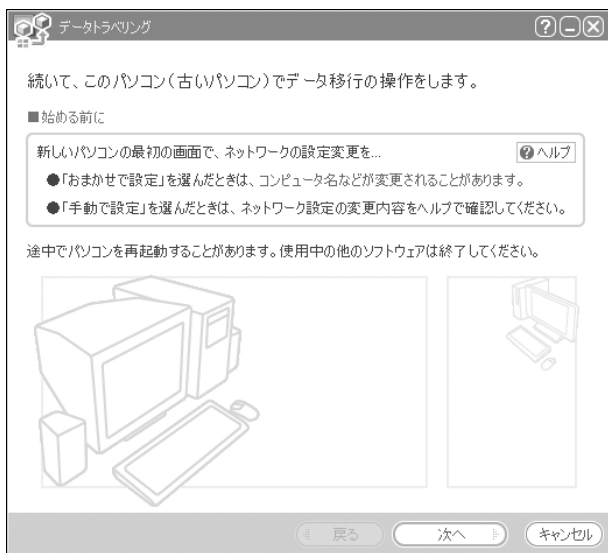 データトラベリング
続いて、このパソコン(古いパソコン)でデータ移行の操作をします。
■始める前に
新しいパソコンの最初の画面で、ネットワークの設定変更を...
ヘルプ
●「おまかせで設定」を選んだときは、コンピュータ名などが変更されることがあります。
●「手動で設定」を選んだときは、ネットワーク設定の変更内容をヘルプで確認してください。
途中でパソコンを再起動することがあります。使用中の他のソフトウェアは終了してください。
戻る
次へ
キャンセル